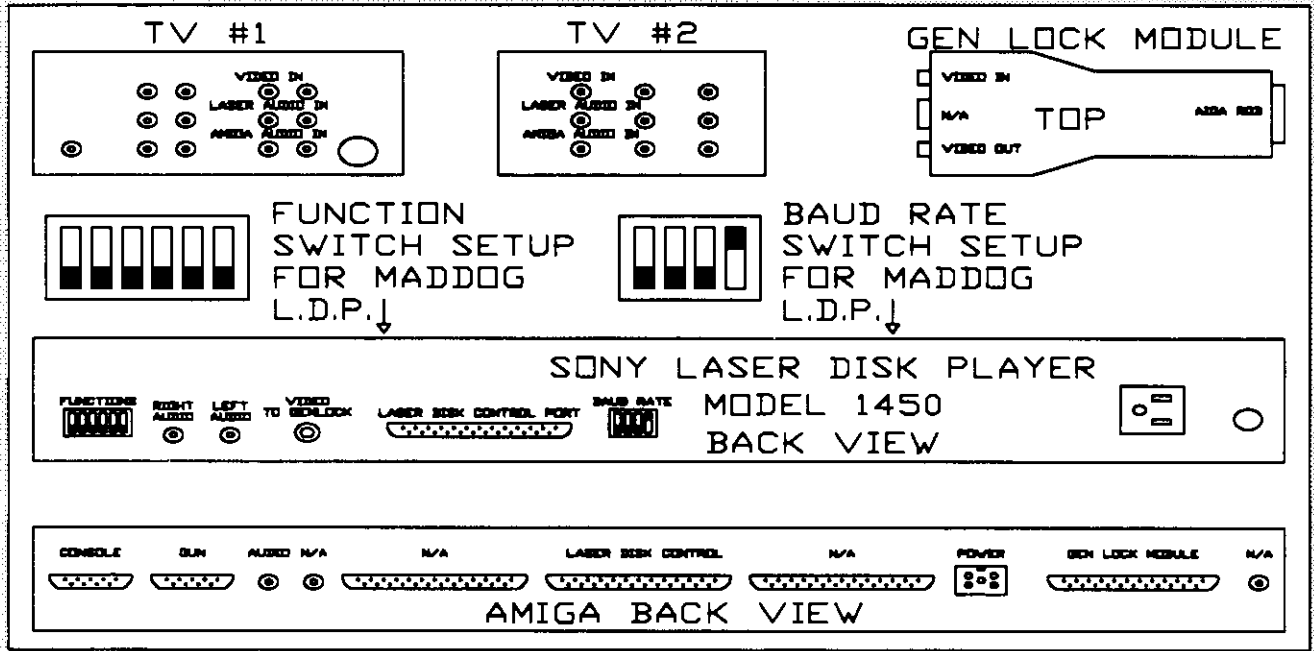 TV #1
TV #2
GEN LOCK MODULE
VIDEO IN
LASER AUDIO IN
AMIGA AUDIO IN
VIDEO IN
LASER AUDIO IN
AMIGA AUDIO IN
VIDEO IN
N/A
VIDEO OUT
TOP
FUNCTION
SWITCH SETUP
FOR MADDOG
L.D.P.
BAUD RATE
SWITCH SETUP
FOR MADDOG
L.D.P.
SONY LASER DISK PLAYER
MODEL 1450
BACK VIEW
FUNCTIONS
RIGHT AUDIO
LEFT AUDIO
VIDEO TO GENLOCK
LASER DISK CONTROL PORT
BAUD RATE
CONSOLE
GUN
AUDIO
N/A
N/A
LASER DISK CONTROL
N/A
POWER
GEN LOCK MODULE
N/A
AMIGA BACK VIEW